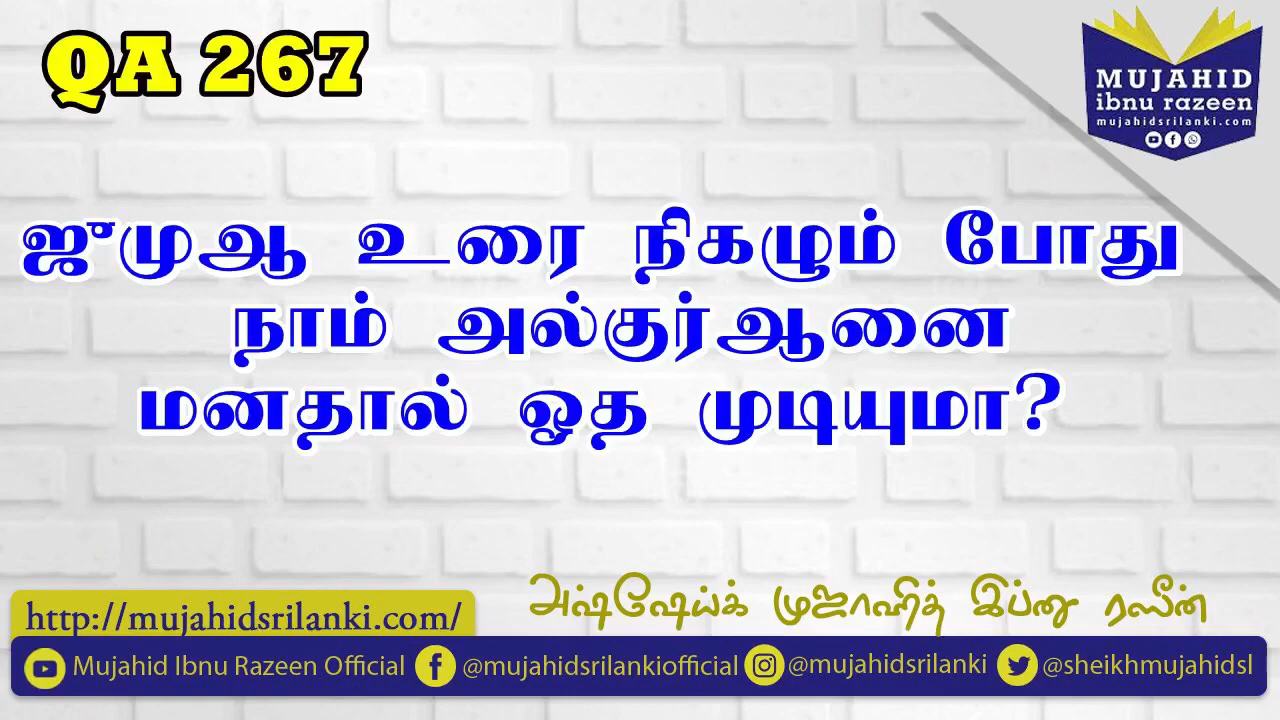 QA 267
MUJAHID
ibnu razeen
mujahidsrilanki.com
ஜுமுஆ உரை நிகழும் போது
நாம் அல்குர்ஆனை
மனதால் ஓத முடியுமா?
அஷ்ஷேய்க் முஜாஹித் இப்னு ரஸீன்
http://mujahidsrilanki.com/
Mujahid Ibnu Razeen Official @mujahidsrilankiofficial @mujahidsrilanki @sheikhmujahidsl